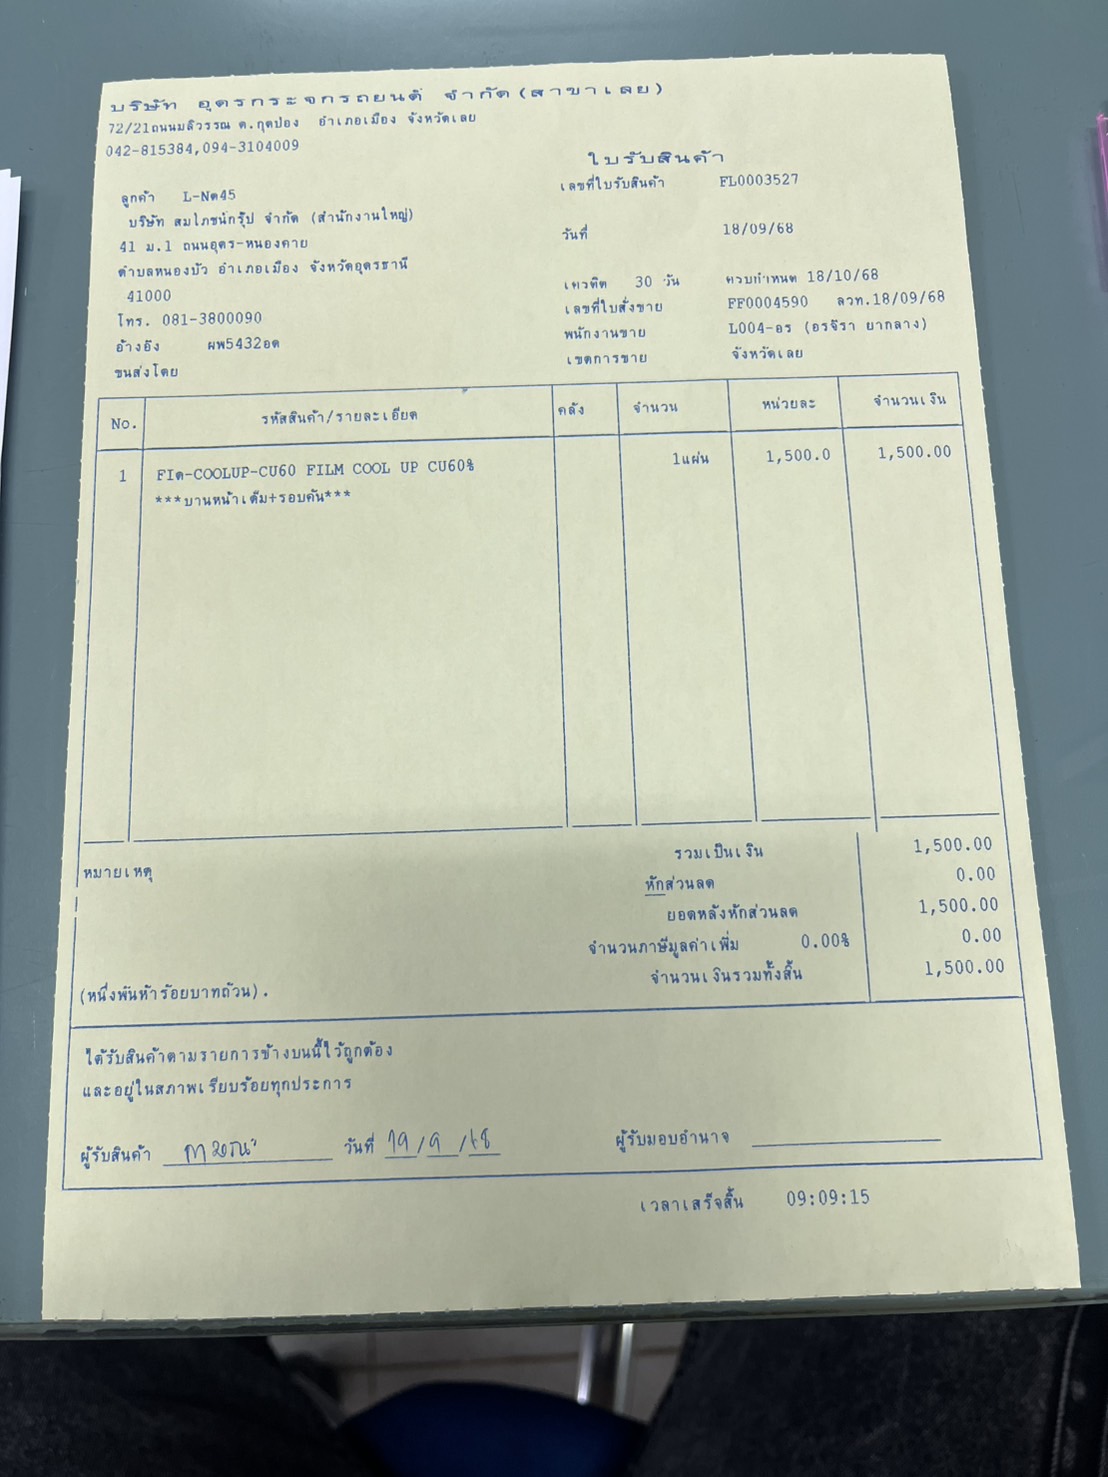 บริษัท อุดรกระจกรถยนต์ จำกัด(สาขาเลย)
72/21ถนนมลิวรรณ ต.กุดป่อง อำเภอเมือง จังหวัดเลย
042-815384,094-3104009
ใบรับสินค้า
เลขที่ใบรับสินค้า FL0003527
ลูกค้า L-Nด45
บริษัท สมโภชน์กรุ๊ป จำกัด (สำนักงานใหญ่)
วันที่ 18/09/68
41 ม.1 ถนนอุดร-หนองคาย
ตำบลหนองบัว อำเภอเมือง จังหวัดอุดรธานี
41000
เครดิต 30 วัน ครบกำหนด 18/10/68
โทร. 081-3800090
เลขที่ใบสั่งขาย FF0004590 ลวท.18/09/68
อ้างอิง ผพ5432อด
พนักงานขาย L004-อร (อรจิรา ยากลาง)
ขนส่งโดย
เขตการขาย จังหวัดเลย
No. รหัสสินค้า/รายละเอียด คลัง จำนวน หน่วยละ จำนวนเงิน
1 FIด-COOLUP-CU60 FILM COOL UP CU60% 1แผ่น 1,500.0 1,500.00
***บานหน้าเต็ม+รอบคัน***
หมายเหตุ รวมเป็นเงิน 1,500.00
หักส่วนลด 0.00
ยอดหลังหักส่วนลด 1,500.00
จำนวนภาษีมูลค่าเพิ่ม 0.00% 0.00
จำนวนเงินรวมทั้งสิ้น 1,500.00
(หนึ่งพันห้าร้อยบาทถ้วน).
ได้รับสินค้าตามรายการข้างบนนี้ไว้ถูกต้อง
และอยู่ในสภาพเรียบร้อยทุกประการ
ผู้รับสินค้า วันที่ 19/9/68 ผู้รับมอบอำนาจ
เวลาเสร็จสิ้น 09:09:15